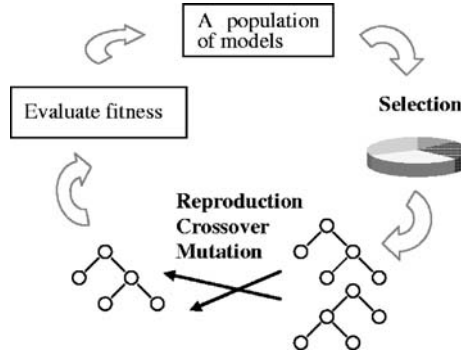 A population
of models
Selection
Evaluate fitness
Reproduction
Crossover
Mutation